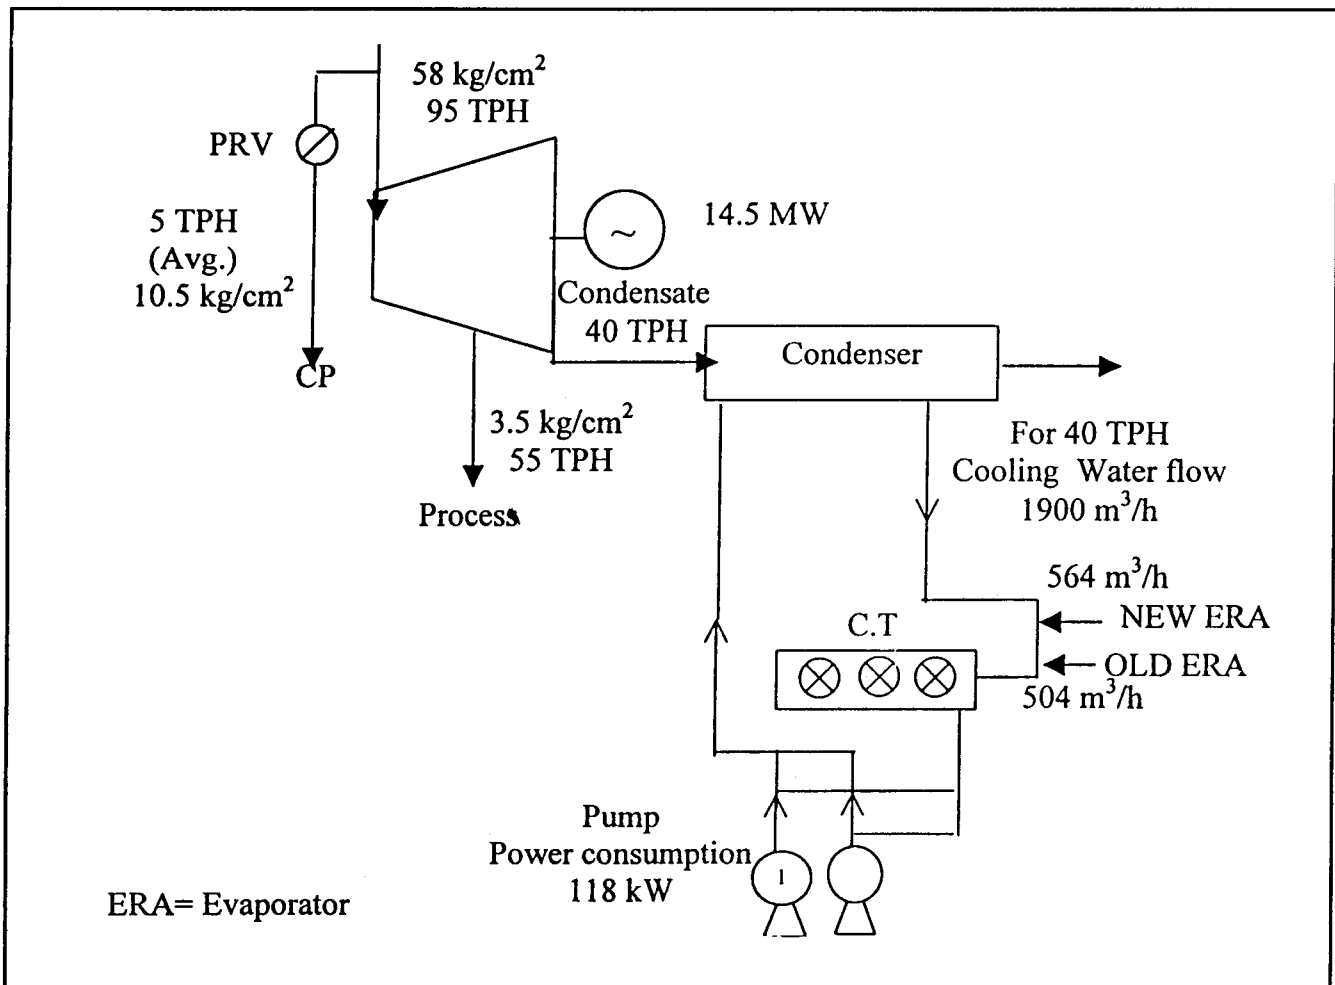 58 kg/cm²
95 TPH
PRV
5 TPH
(Avg.)
10.5 kg/cm²
CP
~
14.5 MW
Condensate
40 TPH
Condenser
3.5 kg/cm²
55 TPH
Process
For 40 TPH
Cooling Water flow
1900 m³/h
564 m³/h
NEW ERA
C.T
OLD ERA
504 m³/h
Pump
Power consumption
118 kW
1
ERA= Evaporator